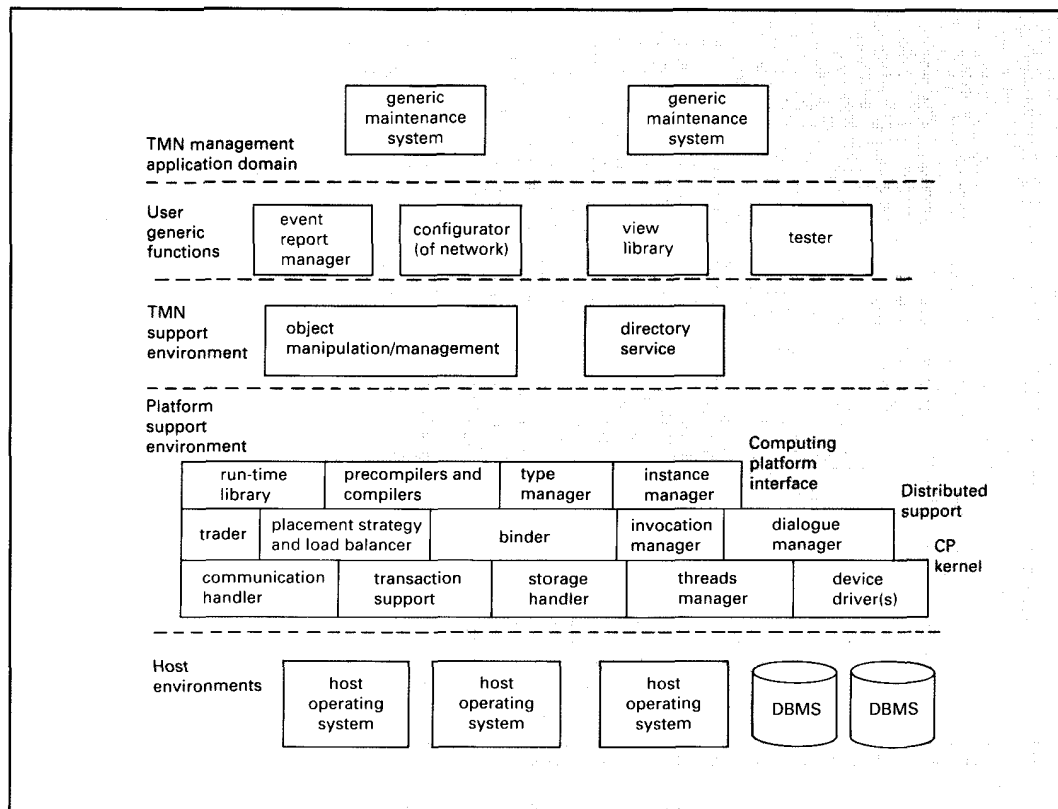 generic
maintenance
system
generic
maintenance
system
TMN management
application domain
User
generic
functions
event
report
manager
configurator
(of network)
view
library
tester
TMN
support
environment
object
manipulation/management
directory
service
Platform
support
environment
Computing
platform
interface
run-time
library
precompilers and
compilers
type
manager
instance
manager
Distributed
support
trader
placement strategy
and load balancer
binder
invocation
manager
dialogue
manager
CP
kernel
communication
handler
transaction
support
storage
handler
threads
manager
device
driver(s)
Host
environments
host
operating
system
host
operating
system
host
operating
system
DBMS
DBMS